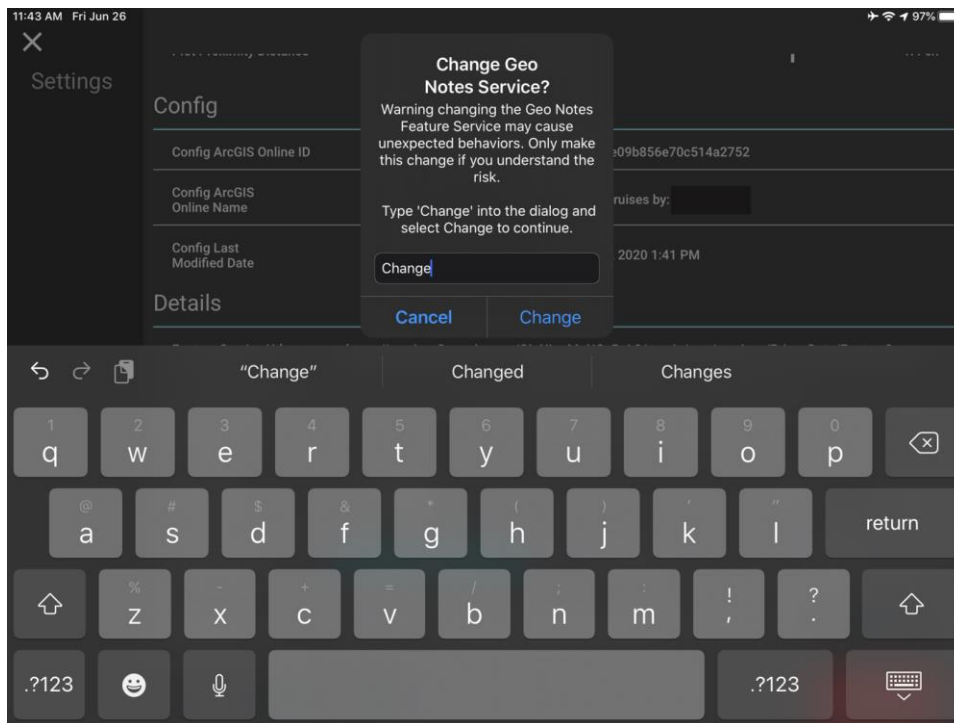 11:43 AM Fri Jun 26
97%
Settings
Config
Config ArcGIS Online ID
e09b856e70c514a2752
Config ArcGIS
Online Name
ruises by:
Config Last
Modified Date
2020 1:41 PM
Details
Change Geo
Notes Service?
Warning changing the Geo Notes
Feature Service may cause
unexpected behaviors. Only make
this change if you understand the
risk.
Type 'Change' into the dialog and
select Change to continue.
Change
Cancel Change
“Change” Changed Changes
1 2 3 4 5 6 7 8 9 0
q w e r t y u i o p
@ # $ & * ( ) ' "
a s d f g h j k l return
% - + = / ; : ! ?
z x c v b n m , .
.?123 .?123